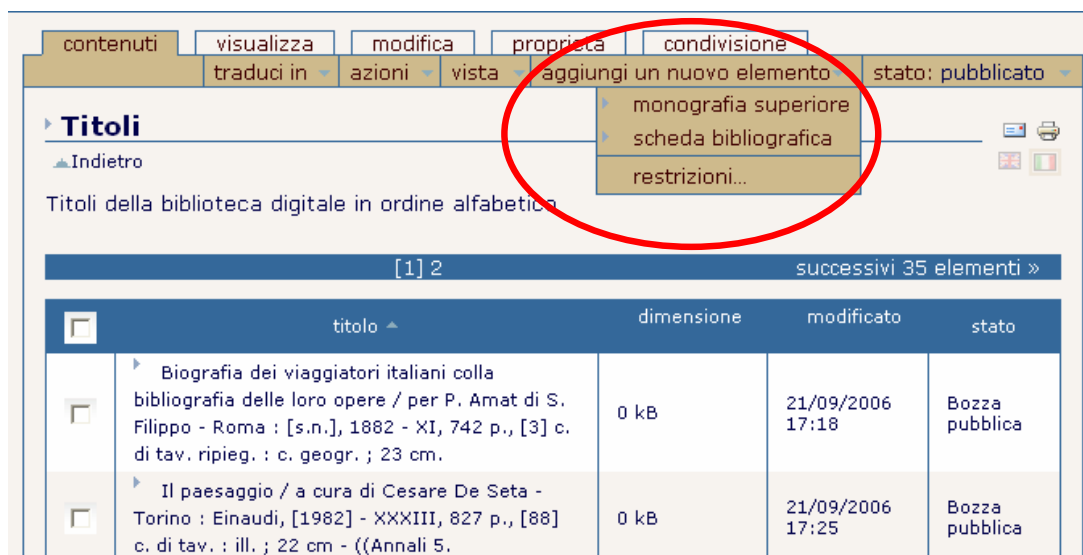 contenuti visualizza modifica proprietà condivisione
traduci in azioni vista aggiungi un nuovo elemento stato: pubblicato
monografia superiore
scheda bibliografica
restrizioni...
Titoli
Indietro
Titoli della biblioteca digitale in ordine alfabetico
[1] 2 successivi 35 elementi »
titolo dimensione modificato stato
Biografia dei viaggiatori italiani colla
bibliografia delle loro opere / per P. Amat di S.
Filippo - Roma : [s.n.], 1882 - XI, 742 p., [3] c.
di tav. ripieg. : c. geogr. ; 23 cm.
0 kB
21/09/2006
17:18
Bozza
pubblica
Il paesaggio / a cura di Cesare De Seta -
Torino : Einaudi, [1982] - XXXIII, 827 p., [88]
c. di tav. : ill. ; 22 cm - ((Annali 5.
0 kB
21/09/2006
17:25
Bozza
pubblica